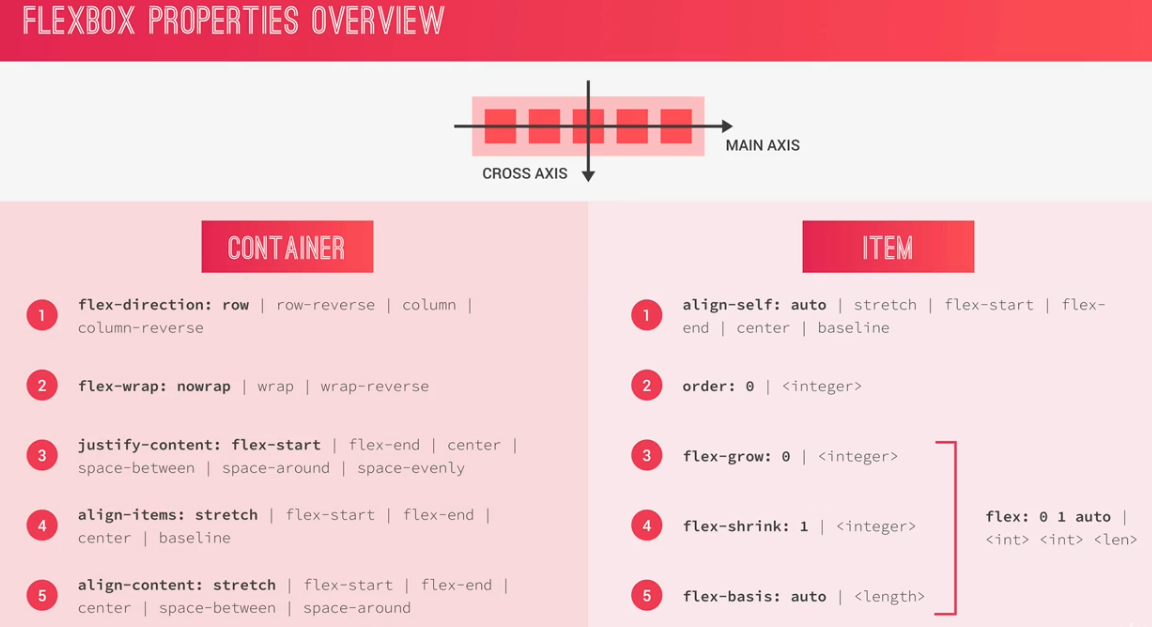 FLEXBOX PROPERTIES OVERVIEW
MAIN AXIS
CROSS AXIS
CONTAINER
1
flex-direction: row | row-reverse | column |
column-reverse
2
flex-wrap: nowrap | wrap | wrap-reverse
3
justify-content: flex-start | flex-end | center |
space-between | space-around | space-evenly
4
align-items: stretch | flex-start | flex-end |
center | baseline
5
align-content: stretch | flex-start | flex-end |
center | space-between | space-around
ITEM
1
align-self: auto | stretch | flex-start | flex-
end | center | baseline
2
order: 0 | <integer>
3
flex-grow: 0 | <integer>
4
flex-shrink: 1 | <integer>
5
flex-basis: auto | <length>
flex: 0 1 auto |
<int> <int> <len>